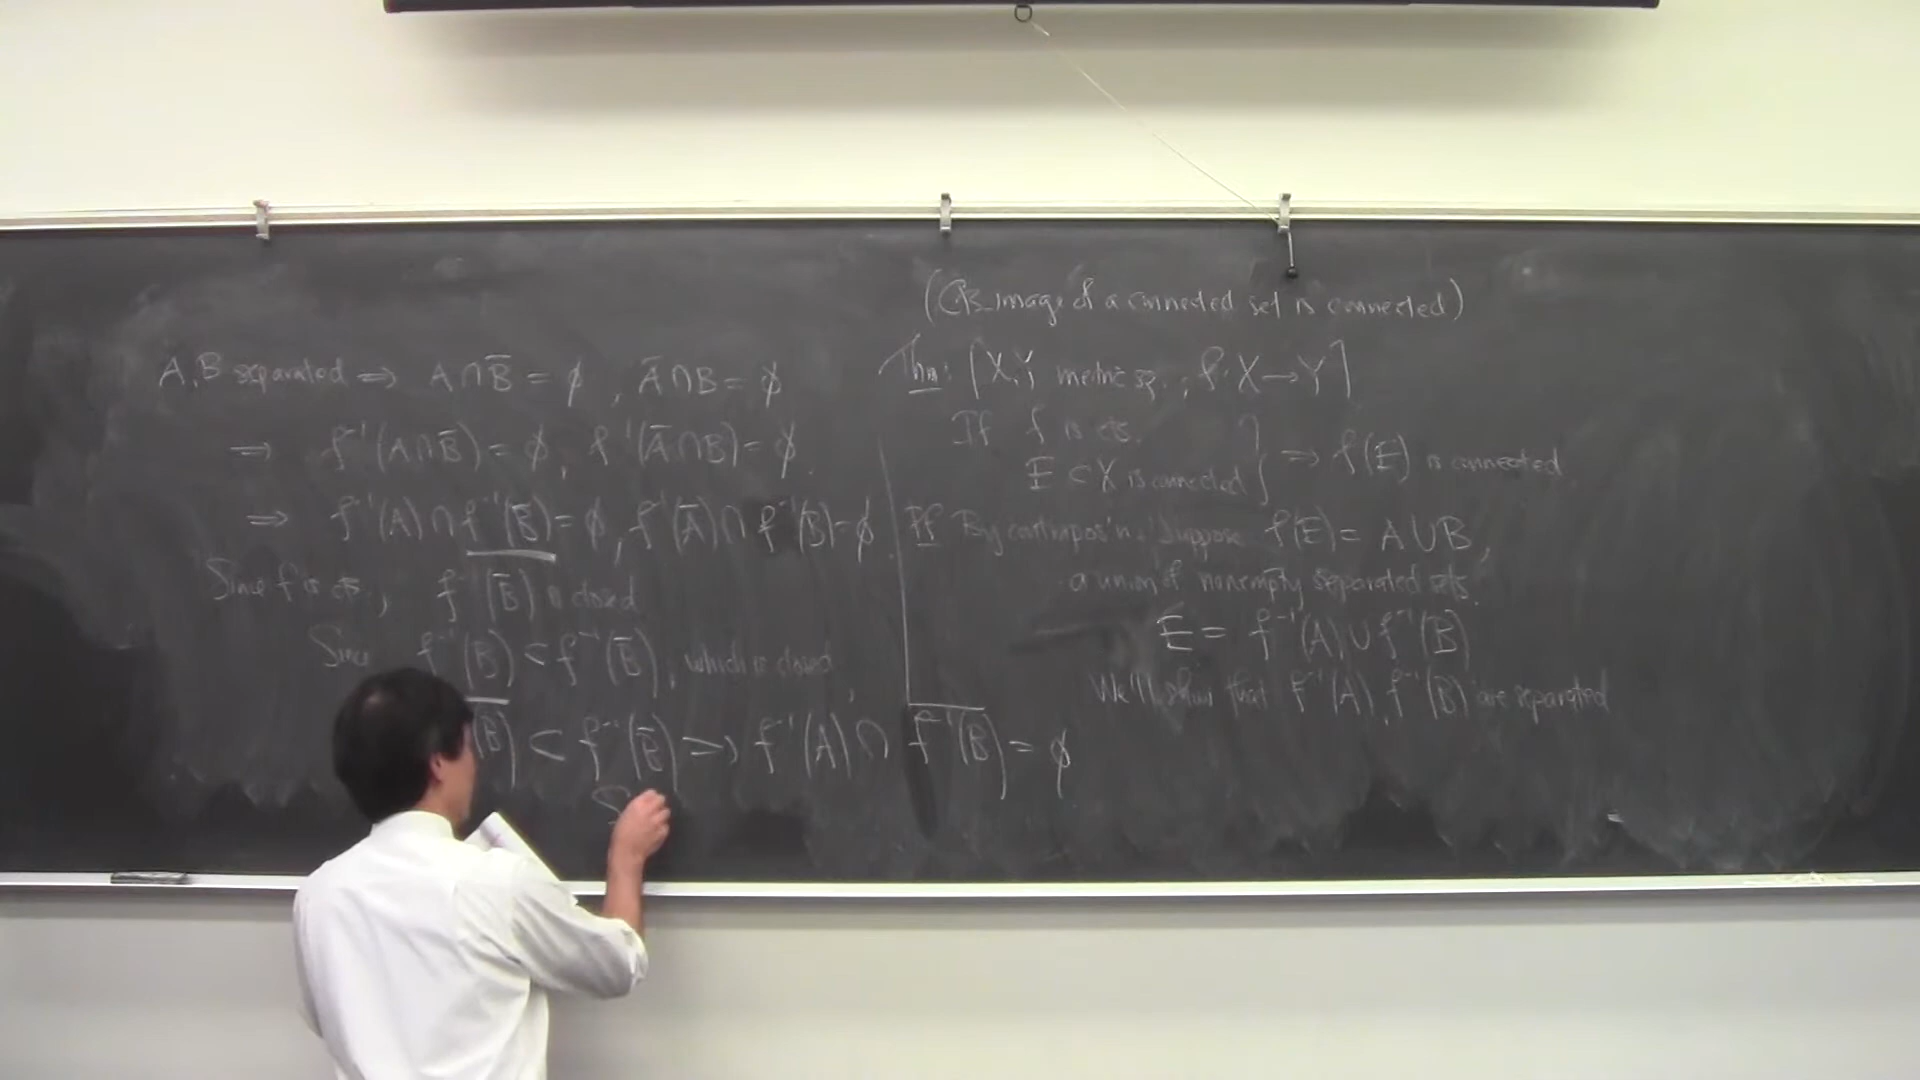 (Cts image of a connected set is connected)
Thm: [X, Y metric sp., f: X → Y]
If f is cts.
E ⊂ X is connected } ⇒ f(E) is connected.
Pf By contrapos'n. Suppose f(E) = A ∪ B,
a union of nonempty separated sets.
E = f⁻¹(A) ∪ f⁻¹(B)
We'll show that f⁻¹(A), f⁻¹(B) are separated
A, B separated ⇒ A ∩ B̅ = ∅, A̅ ∩ B = ∅
⇒ f⁻¹(A ∩ B̅) = ∅, f⁻¹(A̅ ∩ B) = ∅.
⇒ f⁻¹(A) ∩ f⁻¹(B̅) = ∅, f⁻¹(A̅) ∩ f⁻¹(B) = ∅
Since f is cts., f⁻¹(B̅) is closed
Since f⁻¹(B) ⊂ f⁻¹(B̅), which is closed,
(B) ⊂ f⁻¹(B̅) ⇒ f⁻¹(A) ∩ \overline{f⁻¹(B)} = ∅
S